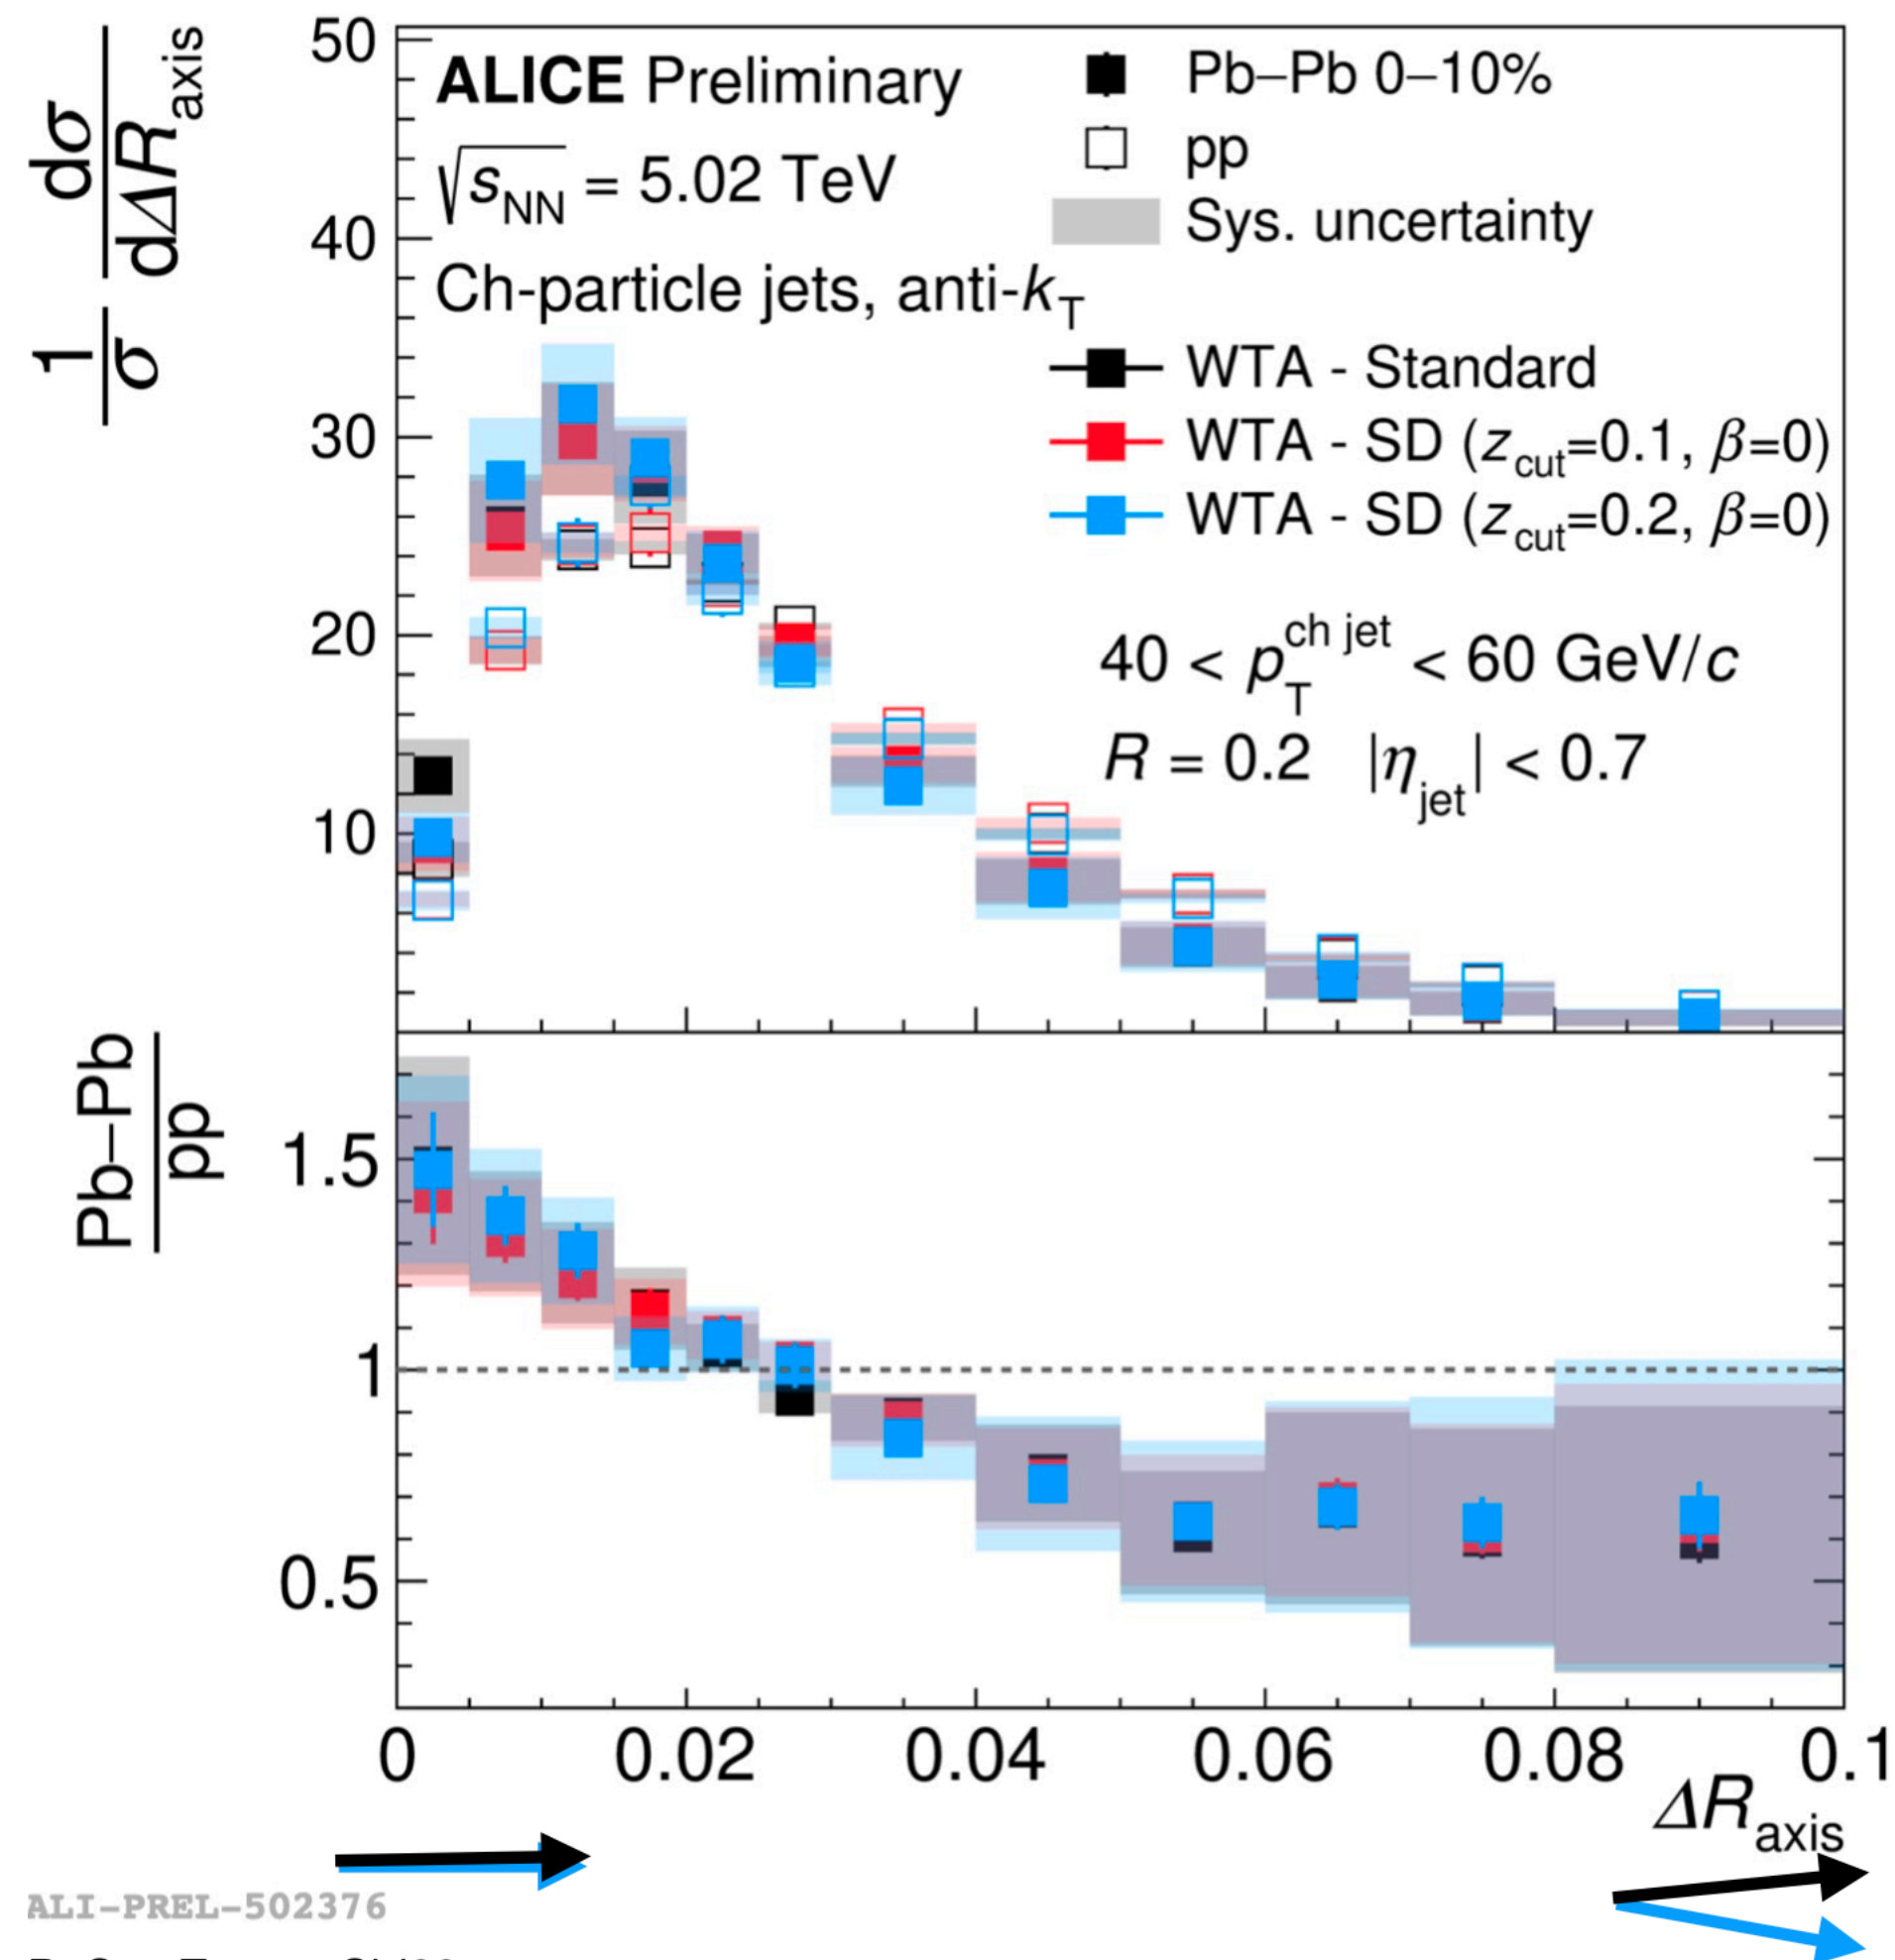 1/σ dσ/dΔR_axis
50
40
30
20
10
ALICE Preliminary
√s_NN = 5.02 TeV
Ch-particle jets, anti-k_T
Pb–Pb 0–10%
pp
Sys. uncertainty
WTA - Standard
WTA - SD (z_cut=0.1, β=0)
WTA - SD (z_cut=0.2, β=0)
40 < p_T^ch jet < 60 GeV/c
R = 0.2 |η_jet| < 0.7
Pb–Pb
pp
1.5
1
0.5
0 0.02 0.04 0.06 0.08 0.1
ΔR_axis
ALI-PREL-502376